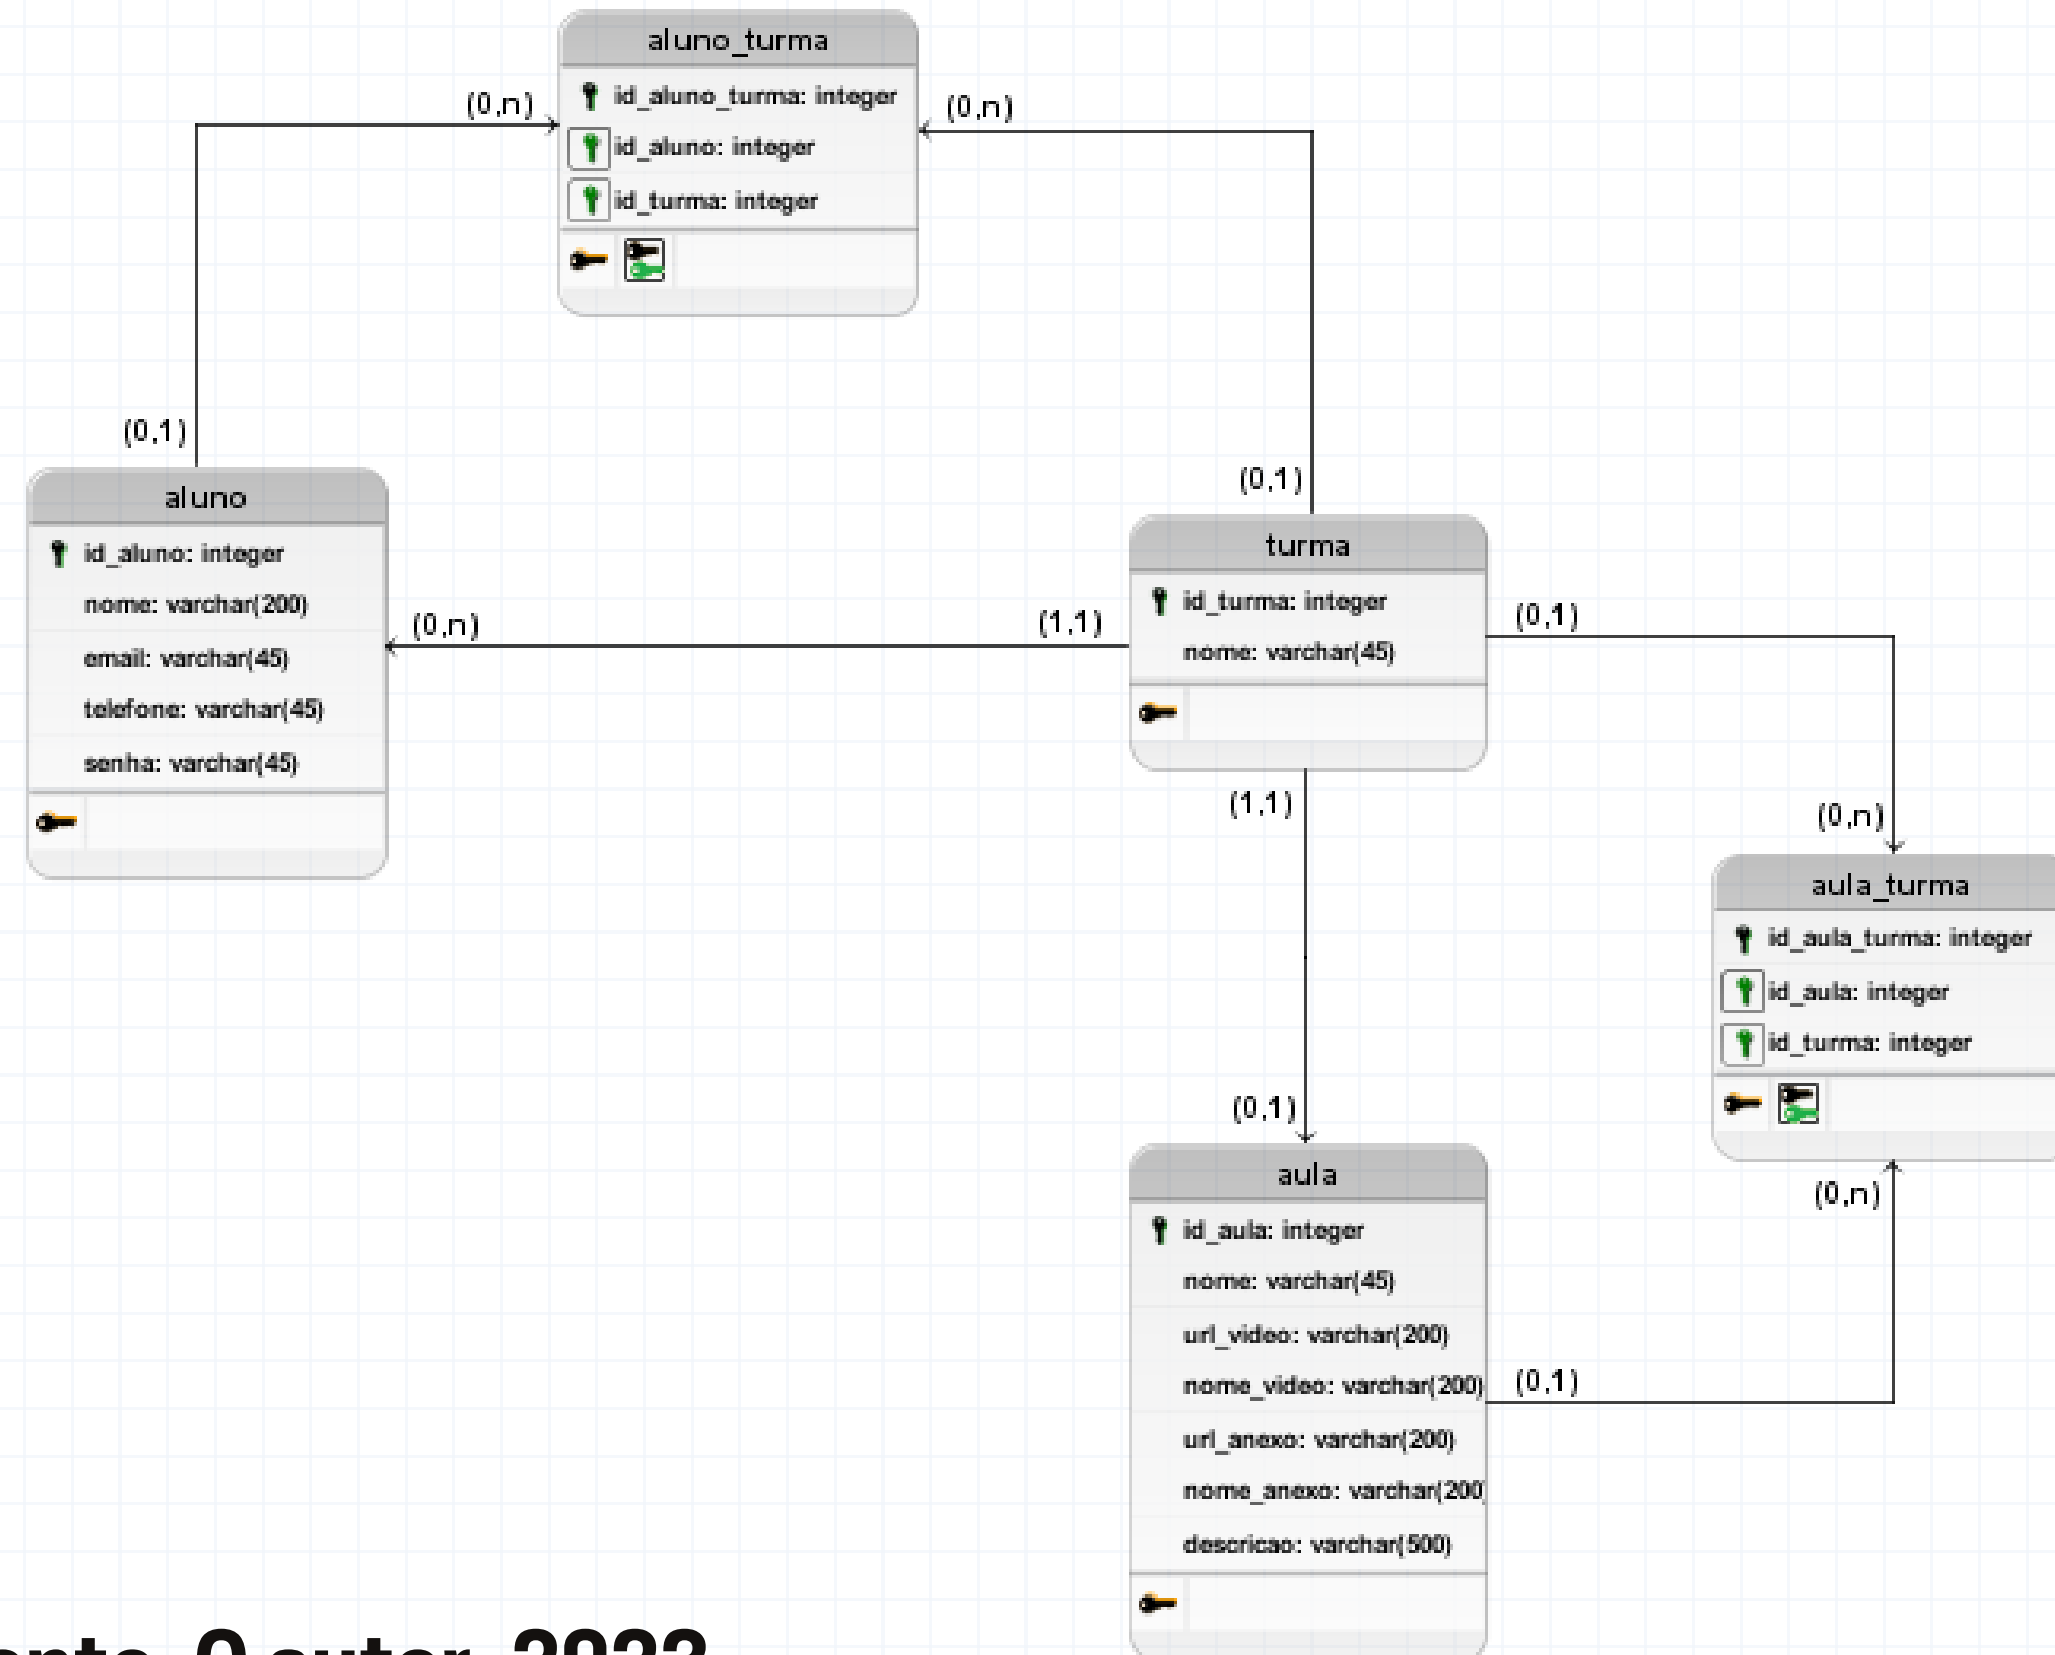 aluno_turma
id_aluno_turma: integer
id_aluno: integer
id_turma: integer
(0,n)
(0,n)
(0,1)
(0,1)
aluno
id_aluno: integer
nome: varchar(200)
email: varchar(45)
telefone: varchar(45)
senha: varchar(45)
(0,n)
(1,1)
turma
id_turma: integer
nome: varchar(45)
(0,1)
(1,1)
(0,n)
aula_turma
id_aula_turma: integer
id_aula: integer
id_turma: integer
(0,n)
(0,1)
aula
id_aula: integer
nome: varchar(45)
url_video: varchar(200)
nome_video: varchar(200)
url_anexo: varchar(200)
nome_anexo: varchar(200
descricao: varchar(500)
(0,1)